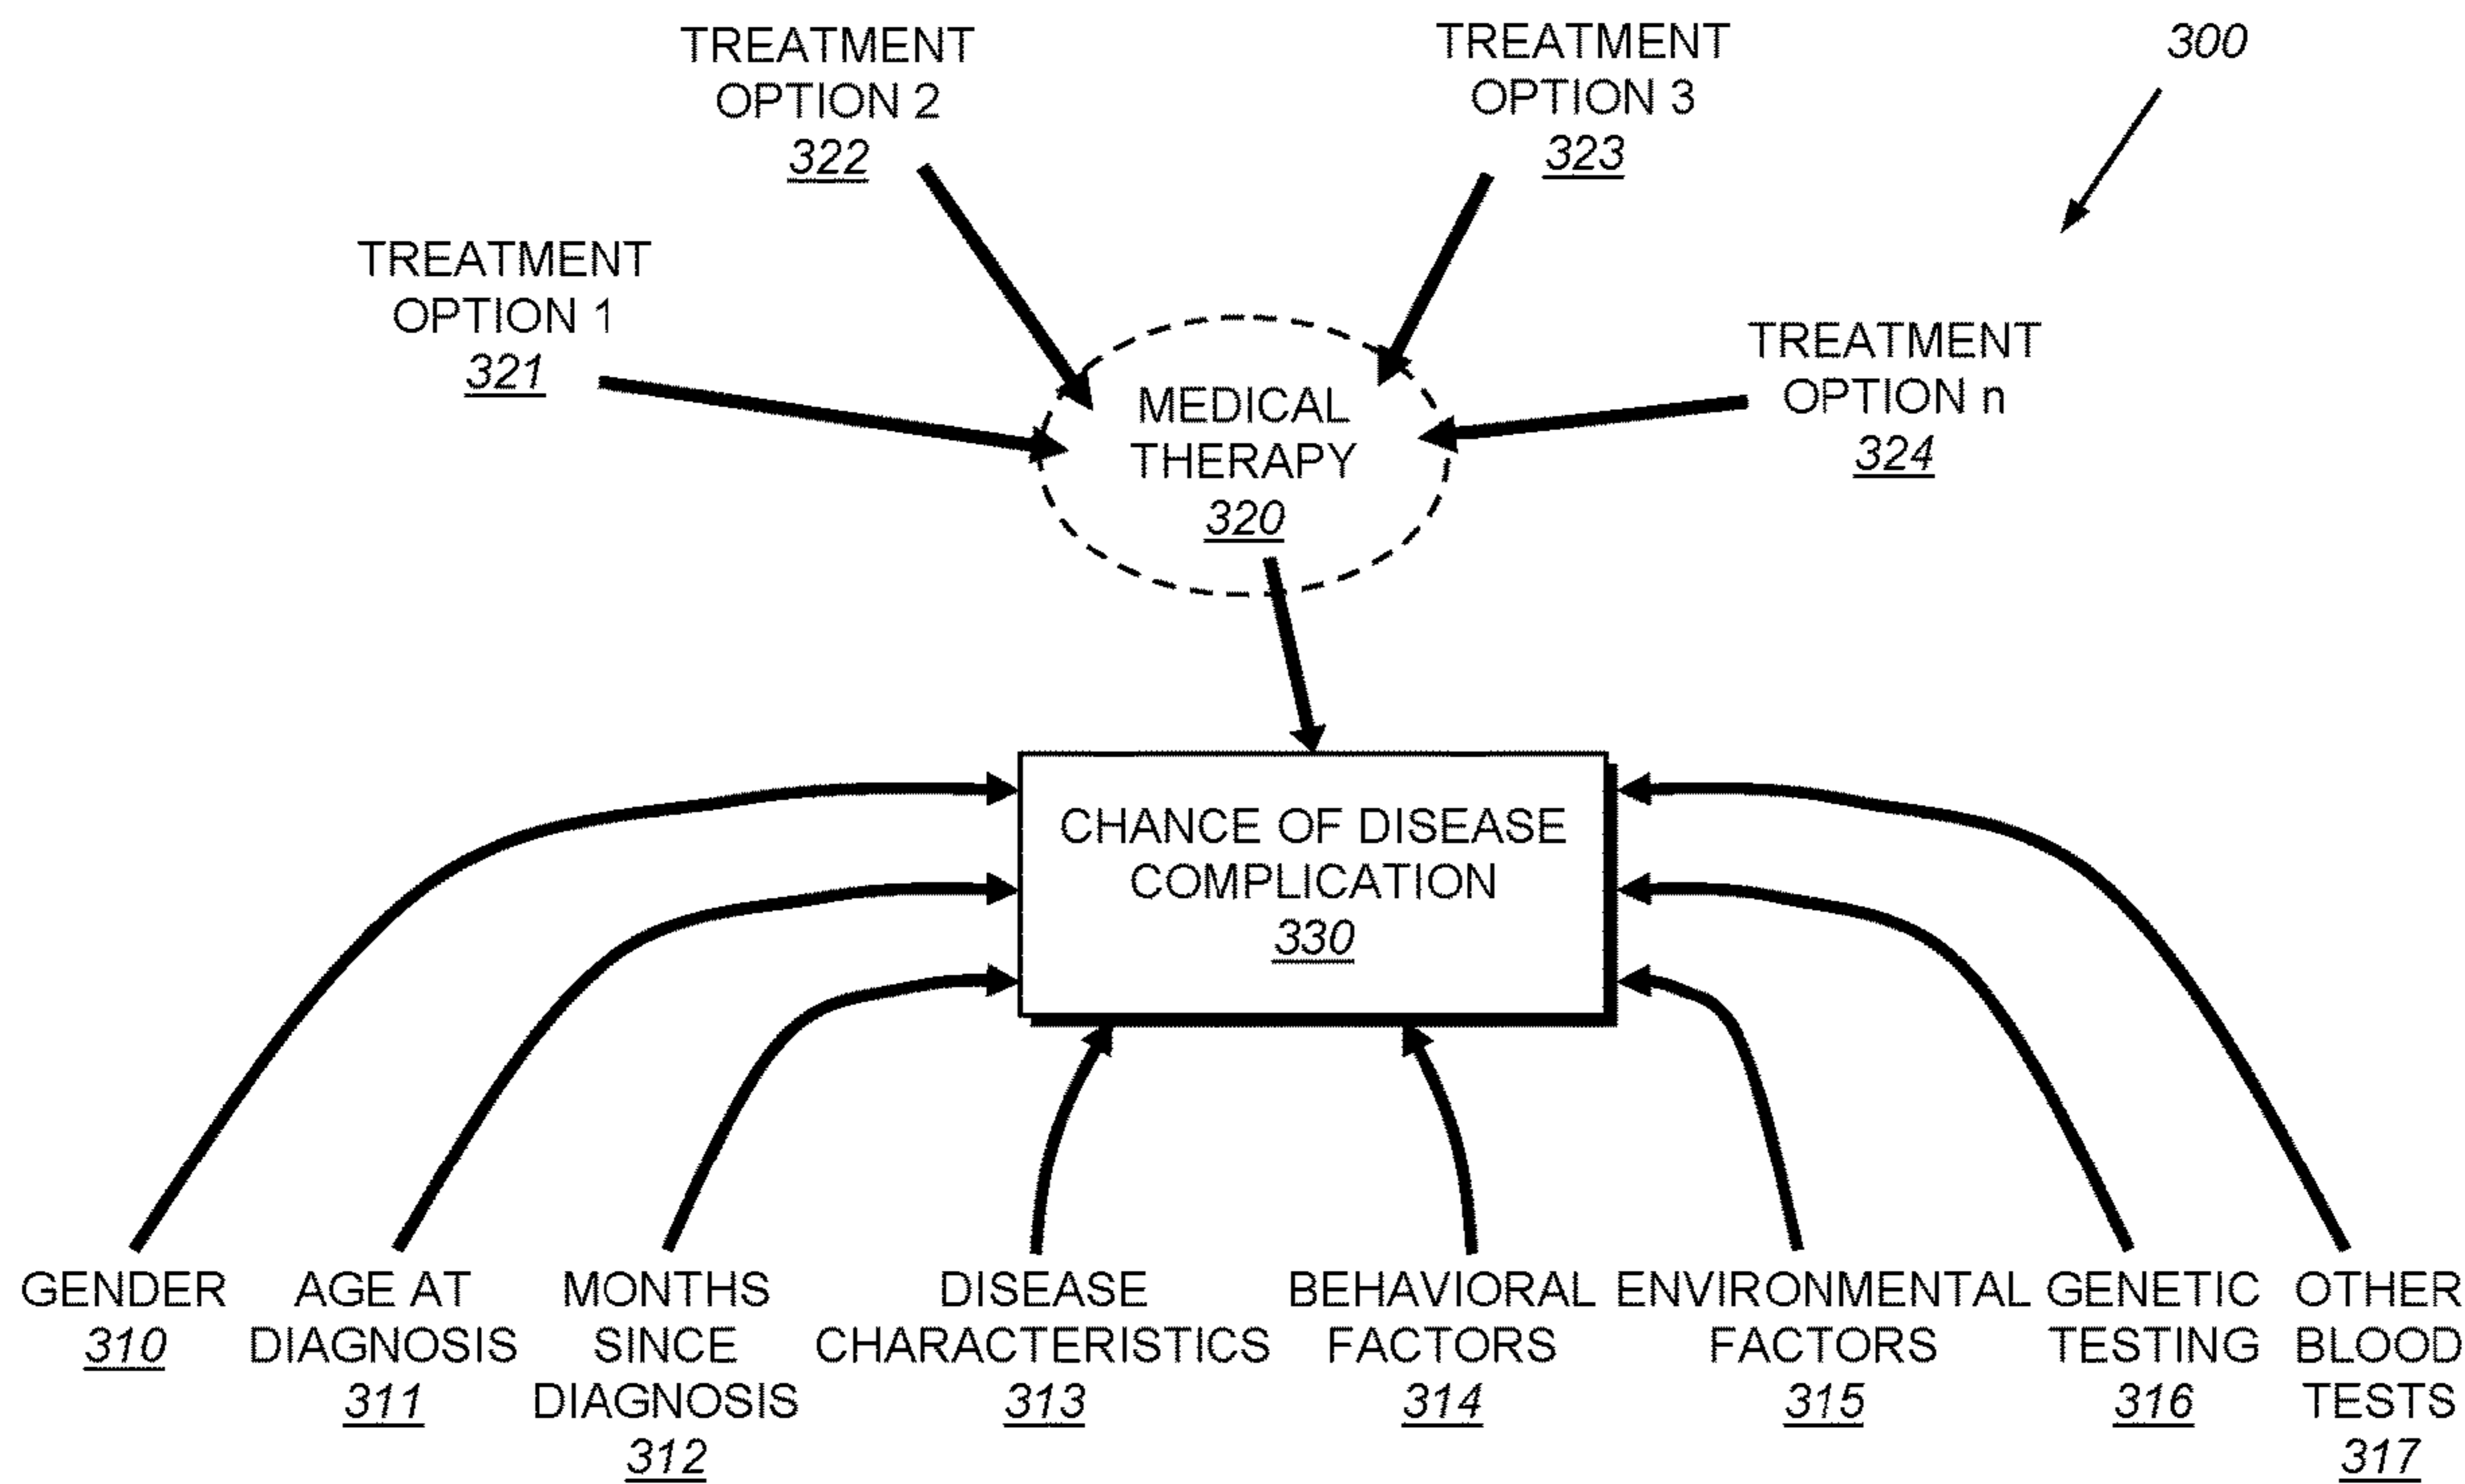 TREATMENT
OPTION 2
322
TREATMENT
OPTION 3
323
300
TREATMENT
OPTION 1
321
TREATMENT
OPTION n
324
MEDICAL
THERAPY
320
CHANCE OF DISEASE
COMPLICATION
330
GENDER
310
AGE AT
DIAGNOSIS
311
MONTHS
SINCE
DIAGNOSIS
312
DISEASE
CHARACTERISTICS
313
BEHAVIORAL
FACTORS
314
ENVIRONMENTAL
FACTORS
315
GENETIC
TESTING
316
OTHER
BLOOD
TESTS
317